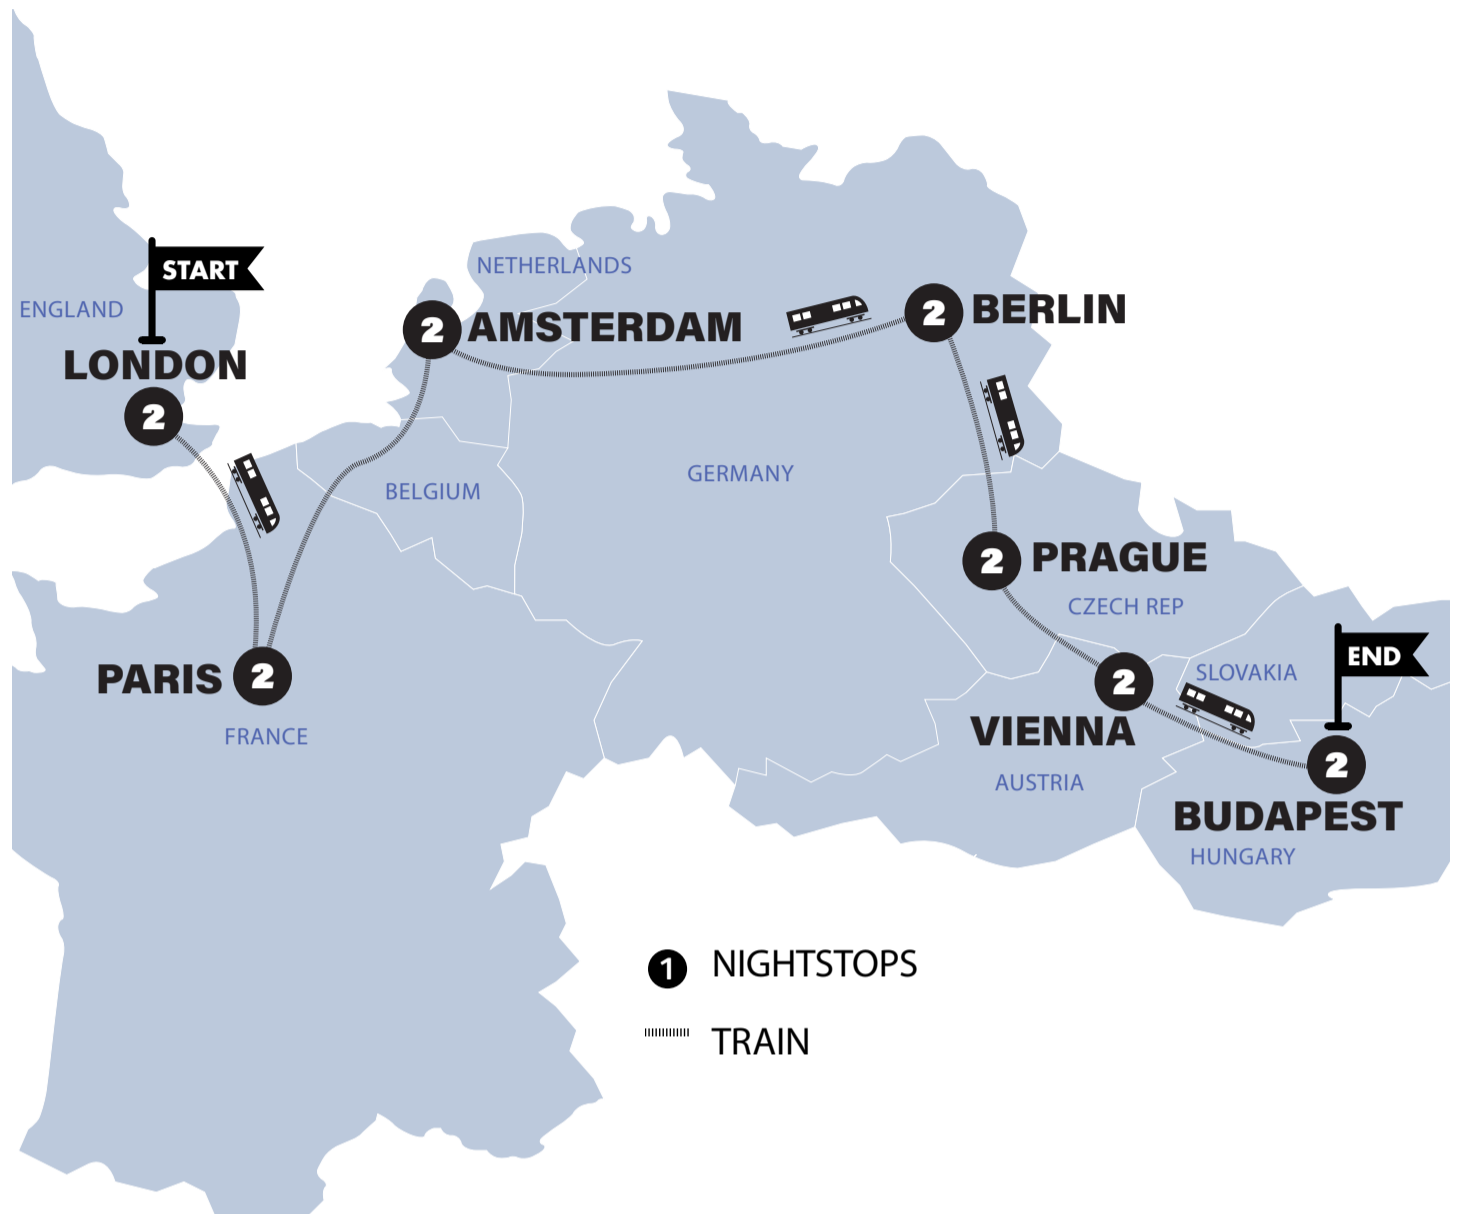 START
ENGLAND
LONDON
2
NETHERLANDS
2 AMSTERDAM
2 BERLIN
BELGIUM
GERMANY
2 PRAGUE
CZECH REP
PARIS 2
FRANCE
SLOVAKIA
END
2
VIENNA
AUSTRIA
2
BUDAPEST
HUNGARY
1 NIGHTSTOPS
TRAIN